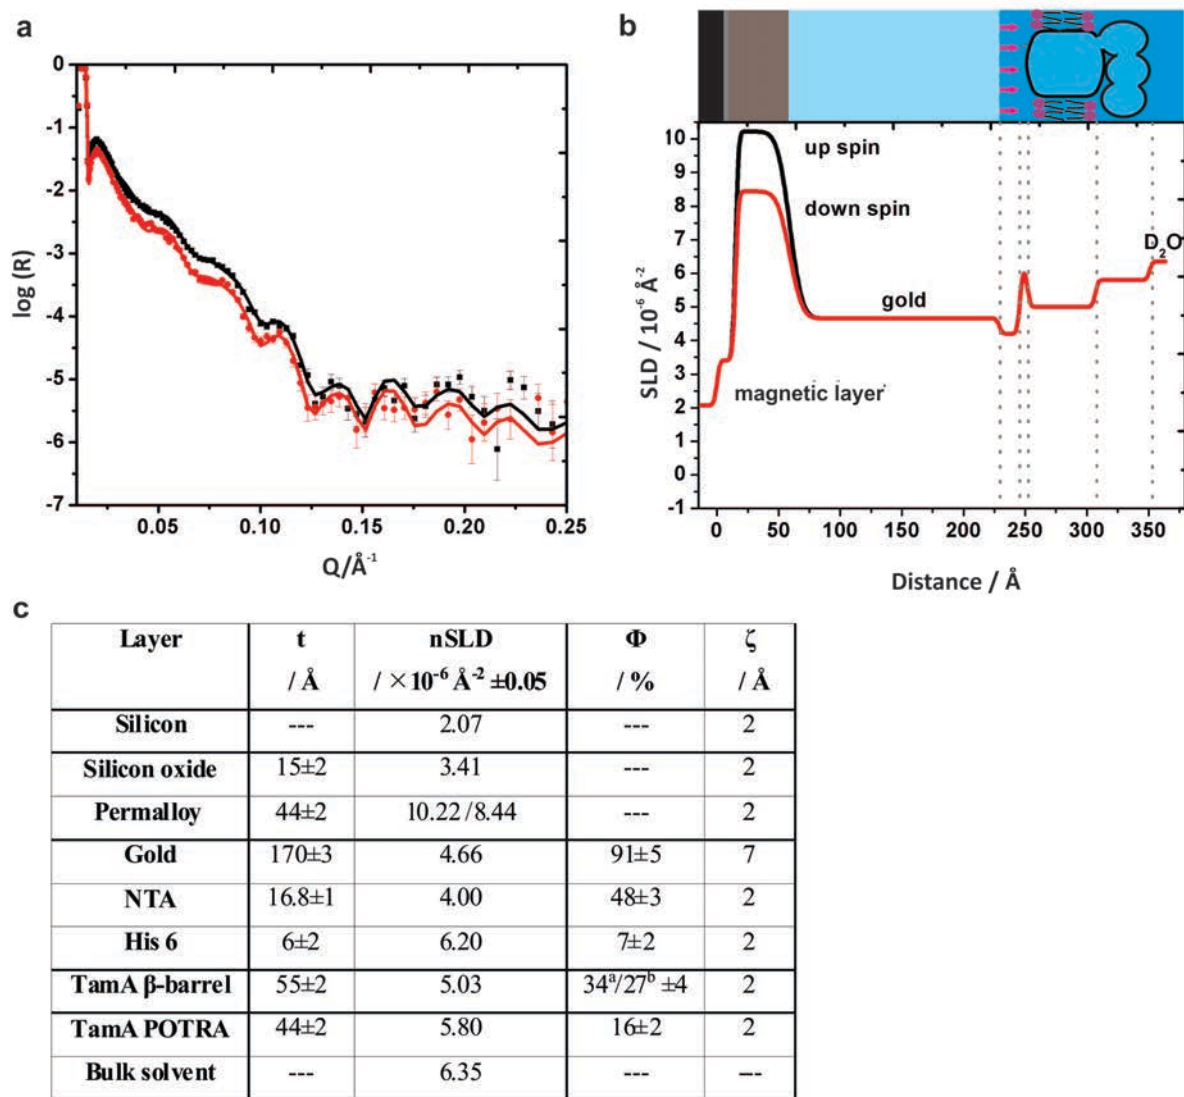 a
0
-1
-2
-3
-4
-5
-6
-7
log (R)
0.05 0.10 0.15 0.20 0.25
Q/Å-1
b
10
9
8
7
6
5
4
3
2
1
0
-1
SLD / 10-6 Å-2
up spin
down spin
D2O
gold
magnetic layer
0 50 100 150 200 250 300 350
Distance / Å
c
Layer t nSLD Φ ζ
/ Å / ×10-6 Å-2 ±0.05 / % / Å
Silicon --- 2.07 --- 2
Silicon oxide 15±2 3.41 --- 2
Permalloy 44±2 10.22/8.44 --- 2
Gold 170±3 4.66 91±5 7
NTA 16.8±1 4.00 48±3 2
His 6 6±2 6.20 7±2 2
TamA β-barrel 55±2 5.03 34a/27b ±4 2
TamA POTRA 44±2 5.80 16±2 2
Bulk solvent --- 6.35 --- ---